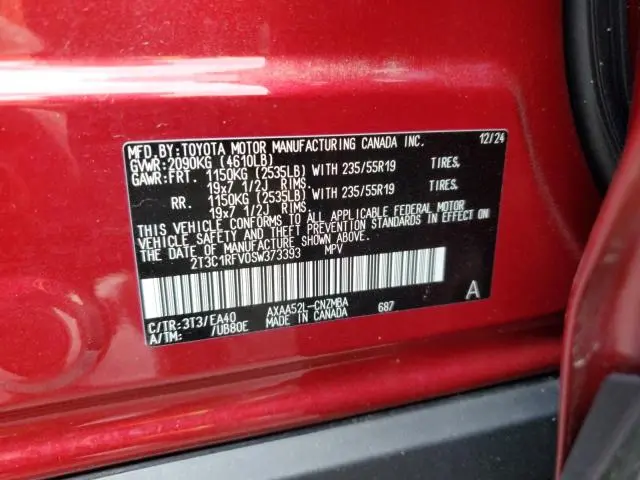 MFD.BY:TOYOTA MOTOR MANUFACTURING CANADA INC. 12/24
GVWR:2090KG (4610LB)
GAWR:FRT. 1150KG (2535LB) WITH 235/55R19 TIRES.
19x7 1/2J RIMS.
RR. 1150KG (2535LB) WITH 235/55R19 TIRES.
19x7 1/2J RIMS.
THIS VEHICLE CONFORMS TO ALL APPLICABLE FEDERAL MOTOR
VEHICLE SAFETY AND THEFT PREVENTION STANDARDS IN EFFECT ON
THE DATE OF MANUFACTURE SHOWN ABOVE.
2T3C1RFV0SW373393 MPV
C/TR:3T3/EA40 AXAA52L-CNZMBA 687 A
A/TM: /UB80E MADE IN CANADA